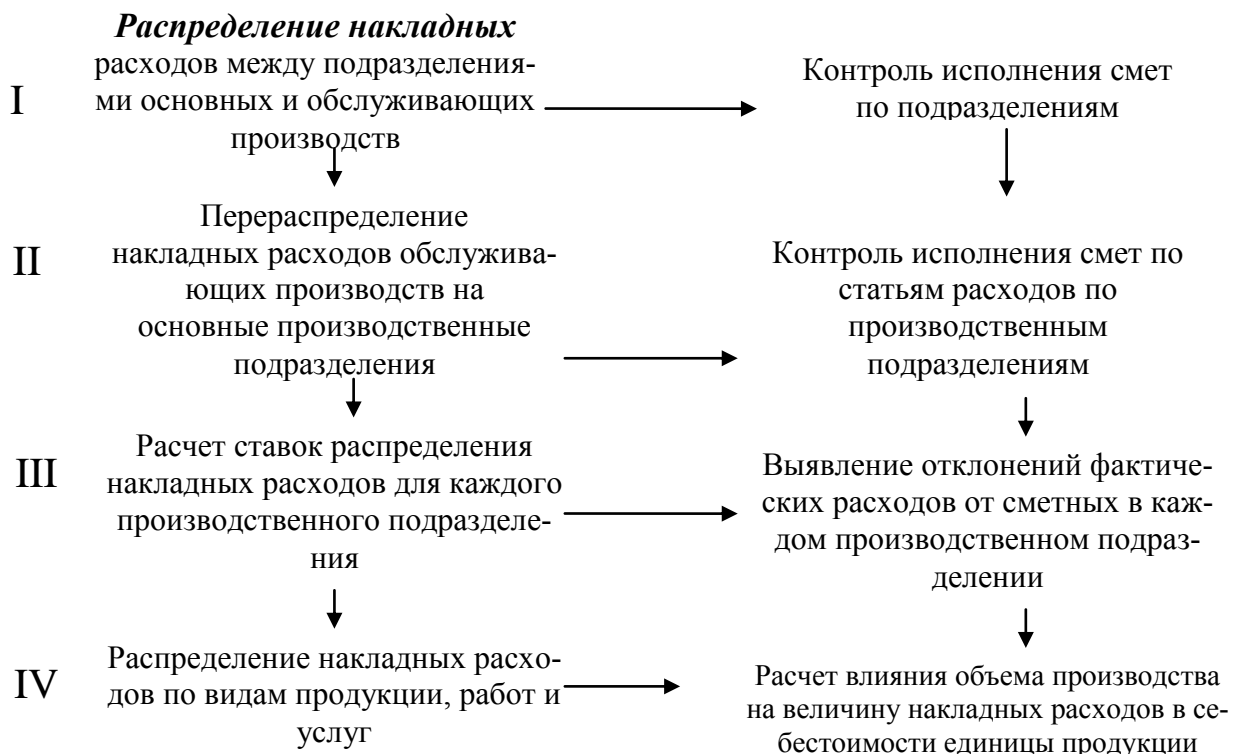 Распределение накладных
расходов между подразделения-
ми основных и обслуживающих
производств
I
Контроль исполнения смет
по подразделениям
II
Перераспределение
накладных расходов обслужива-
ющих производств на
основные производственные
подразделения
Контроль исполнения смет по
статьям расходов по
производственным
подразделениям
III
Расчет ставок распределения
накладных расходов для каждого
производственного подразделе-
ния
Выявление отклонений фактиче-
ских расходов от сметных в каж-
дом производственном подраз-
делении
IV
Распределение накладных расхо-
дов по видам продукции, работ и
услуг
Расчет влияния объема производства
на величину накладных расходов в се-
бестоимости единицы продукции